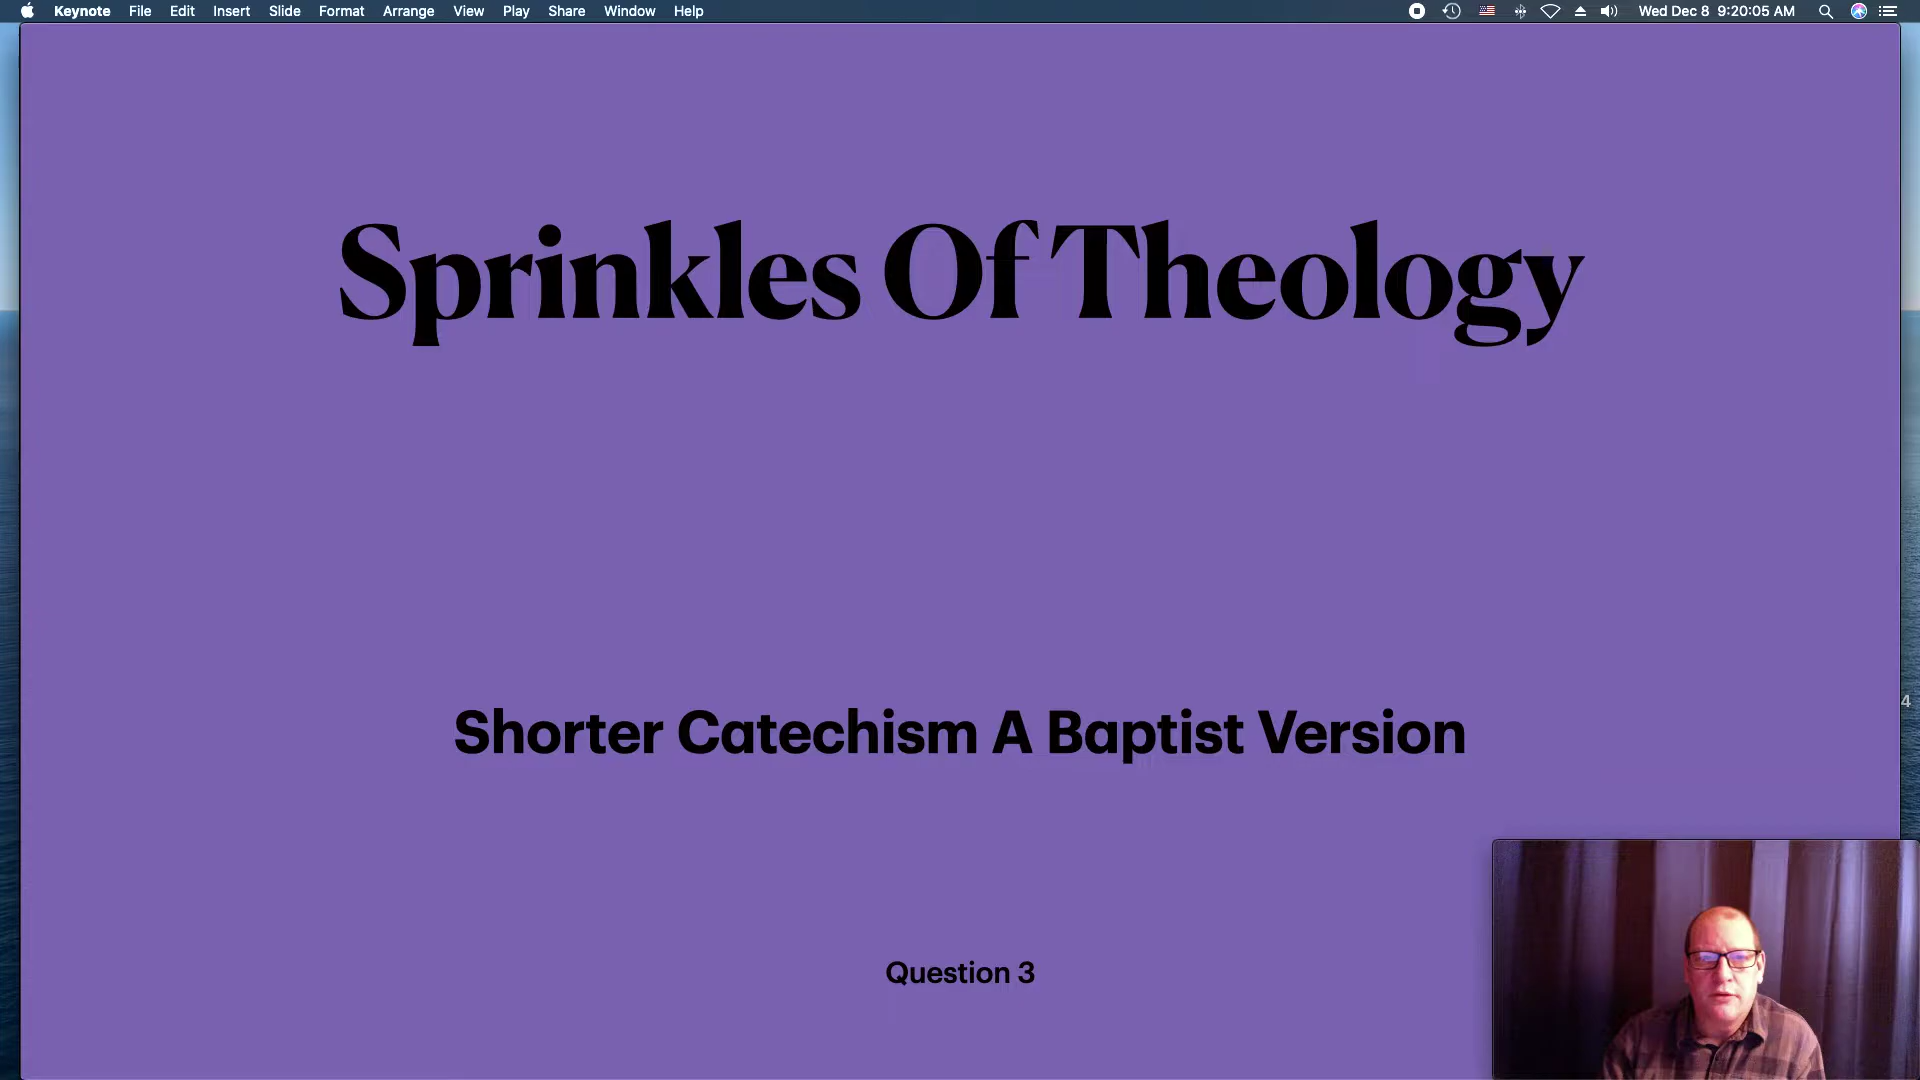 Keynote File Edit Insert Slide Format Arrange View Play Share Window Help Wed Dec 8 9:20:05 AM
Sprinkles Of Theology
4
Shorter Catechism A Baptist Version
Question 3